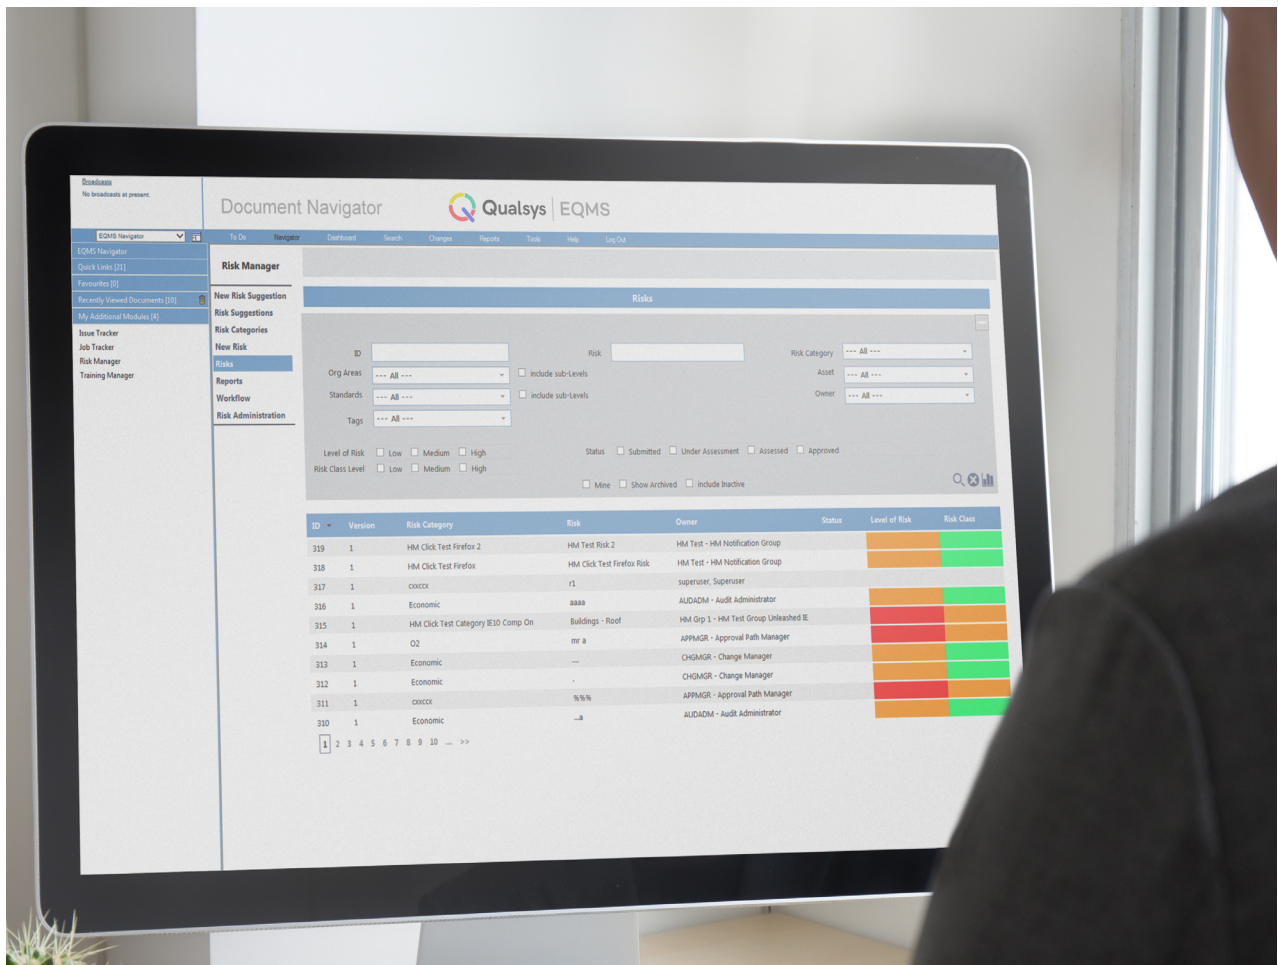 Broadcasts
No broadcasts at present.
Document Navigator
Qualsys EQMS
EQMS Navigator
To Do Navigator Dashboard Search Changes Reports Tools Help Log Out
EQMS Navigator
Quick Links [21]
Favourites [0]
Recently Viewed Documents [10]
My Additional Modules [4]
Issue Tracker
Job Tracker
Risk Manager
Training Manager
Risk Manager
New Risk Suggestion
Risk Suggestions
Risk Categories
New Risk
Risks
Reports
Workflow
Risk Administration
Risks
ID Risk Risk Category --- All ---
Org Areas --- All --- include sub-Levels Asset --- All ---
Standards --- All --- include sub-Levels Owner --- All ---
Tags --- All ---
Level of Risk Low Medium High Status Submitted Under Assessment Assessed Approved
Risk Class Level Low Medium High
Mine Show Archived include Inactive
ID Version Risk Category Risk Owner Status Level of Risk Risk Class
319 1 HM Click Test Firefox 2 HM Test Risk 2 HM Test - HM Notification Group
318 1 HM Click Test Firefox HM Click Test Firefox Risk HM Test - HM Notification Group
317 1 cxxccx r1 superuser, Superuser
316 1 Economic aaaa AUDADM - Audit Administrator
315 1 HM Click Test Category IE10 Comp On Buildings - Roof HM Grp 1 - HM Test Group Unleashed IE
314 1 O2 mr a APPMGR - Approval Path Manager
313 1 Economic --- CHGMGR - Change Manager
312 1 Economic . CHGMGR - Change Manager
311 1 cxxccx %%% APPMGR - Approval Path Manager
310 1 Economic ...a AUDADM - Audit Administrator
1 2 3 4 5 6 7 8 9 10 ... >>